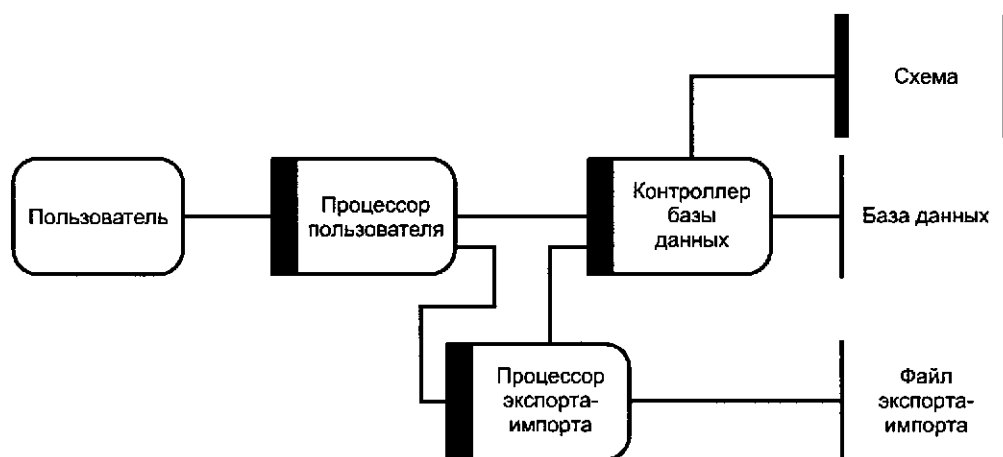 Схема
Пользователь
Процессор
пользователя
Контроллер
базы
данных
База данных
Процессор
экспорта-
импорта
Файл
экспорта-
импорта